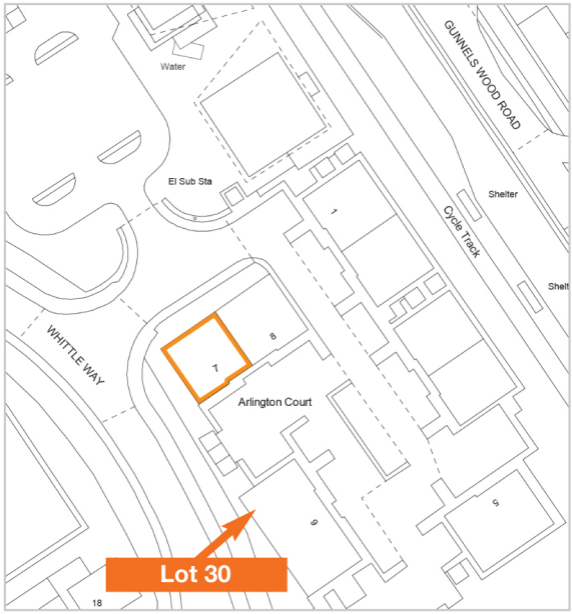 GUNNELS WOOD ROAD
Water
El Sub Sta
Shelter
1
Cycle Track
Shelt
WHITTLE WAY
8
7
Arlington Court
5
Lot 30
18